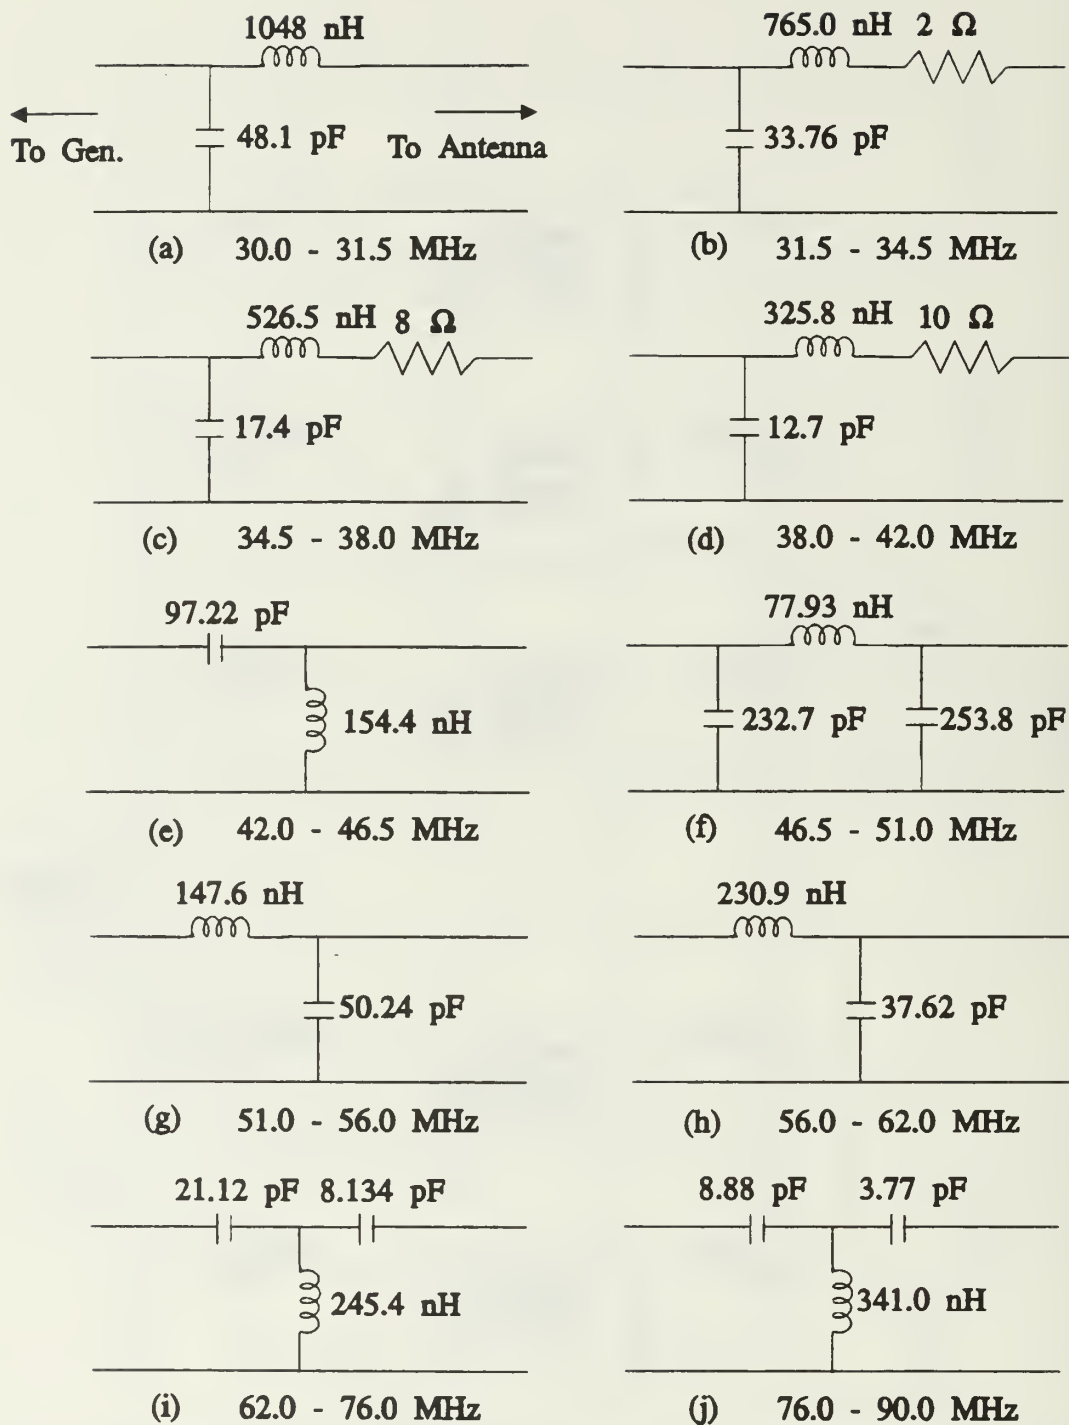 1048 nH
765.0 nH 2 Ω
To Gen.
48.1 pF
To Antenna
33.76 pF
(a) 30.0 - 31.5 MHz
(b) 31.5 - 34.5 MHz
526.5 nH 8 Ω
325.8 nH 10 Ω
17.4 pF
12.7 pF
(c) 34.5 - 38.0 MHz
(d) 38.0 - 42.0 MHz
97.22 pF
77.93 nH
154.4 nH
232.7 pF
253.8 pF
(e) 42.0 - 46.5 MHz
(f) 46.5 - 51.0 MHz
147.6 nH
230.9 nH
50.24 pF
37.62 pF
(g) 51.0 - 56.0 MHz
(h) 56.0 - 62.0 MHz
21.12 pF 8.134 pF
8.88 pF 3.77 pF
245.4 nH
341.0 nH
(i) 62.0 - 76.0 MHz
(j) 76.0 - 90.0 MHz